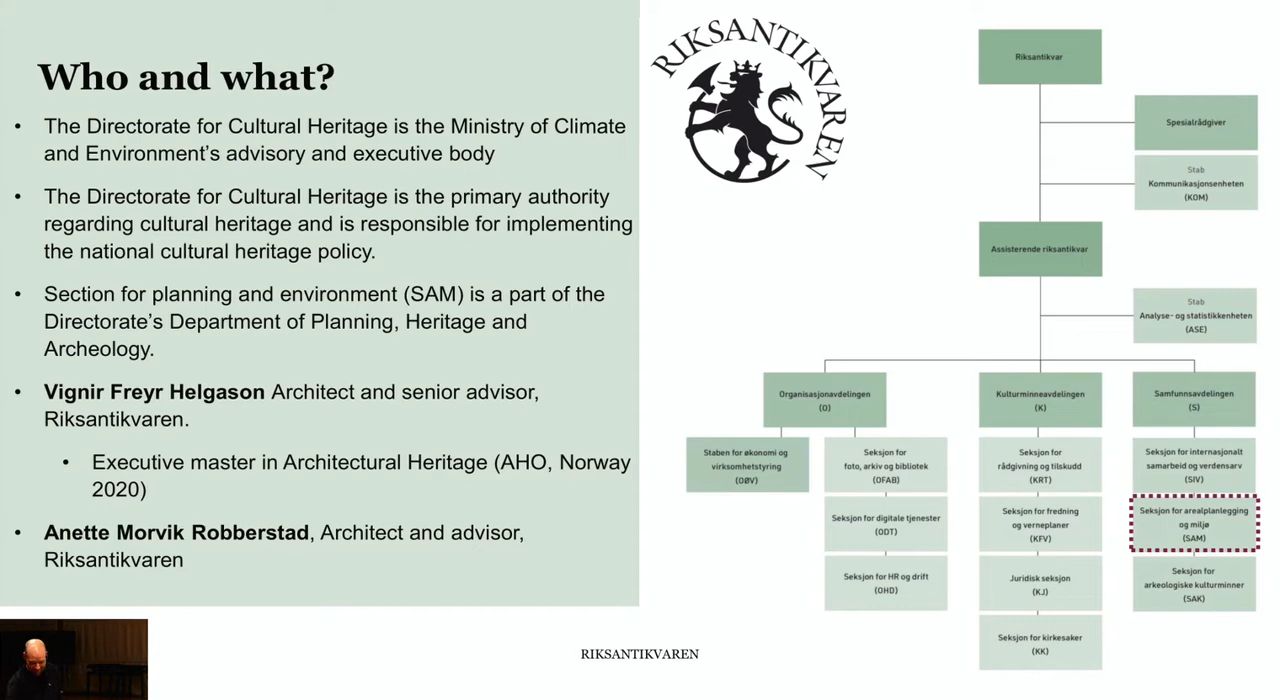 Who and what?
• The Directorate for Cultural Heritage is the Ministry of Climate
and Environment’s advisory and executive body
• The Directorate for Cultural Heritage is the primary authority
regarding cultural heritage and is responsible for implementing
the national cultural heritage policy.
• Section for planning and environment (SAM) is a part of the
Directorate’s Department of Planning, Heritage and
Archeology.
• Vignir Freyr Helgason Architect and senior advisor,
Riksantikvaren.
• Executive master in Architectural Heritage (AHO, Norway
2020)
• Anette Morvik Robberstad, Architect and advisor,
Riksantikvaren
RIKSANTIKVAREN
Riksantikvar
Spesialrådgiver
Stab
Kommunikasjonsenheten
(KOM)
Assisterende riksantikvar
Stab
Analyse- og statistikkenheten
(ASE)
Organisasjonavdelingen
(O)
Staben for økonomi og
virksomhetstyring
(OØV)
Seksjon for
foto, arkiv og bibliotek
(OFAB)
Seksjon for digitale tjenester
(ODT)
Seksjon for HR og drift
(OHD)
Kulturminneavdelingen
(K)
Seksjon for
rådgivning og tilskudd
(KRT)
Seksjon for fredning
og verneplaner
(KFV)
Juridisk seksjon
(KJ)
Seksjon for kirkesaker
(KK)
Samfunnsavdelingen
(S)
Seksjon for internasjonalt
samarbeid og verdensarv
(SIV)
Seksjon for arealplanlegging
og miljø
(SAM)
Seksjon for
arkeologiske kulturminner
(SAK)
RIKSANTIKVAREN